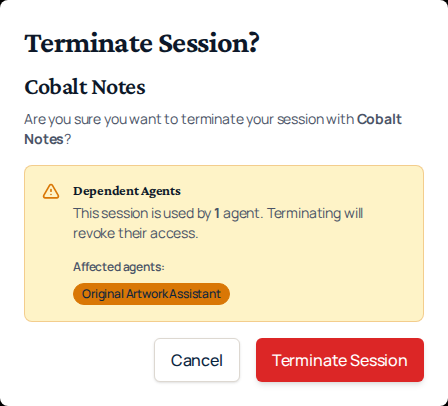 Terminate Session?
Cobalt Notes
Are you sure you want to terminate your session with Cobalt
Notes?
Dependent Agents
This session is used by 1 agent. Terminating will
revoke their access.
Affected agents:
Original Artwork Assistant
Cancel
Terminate Session